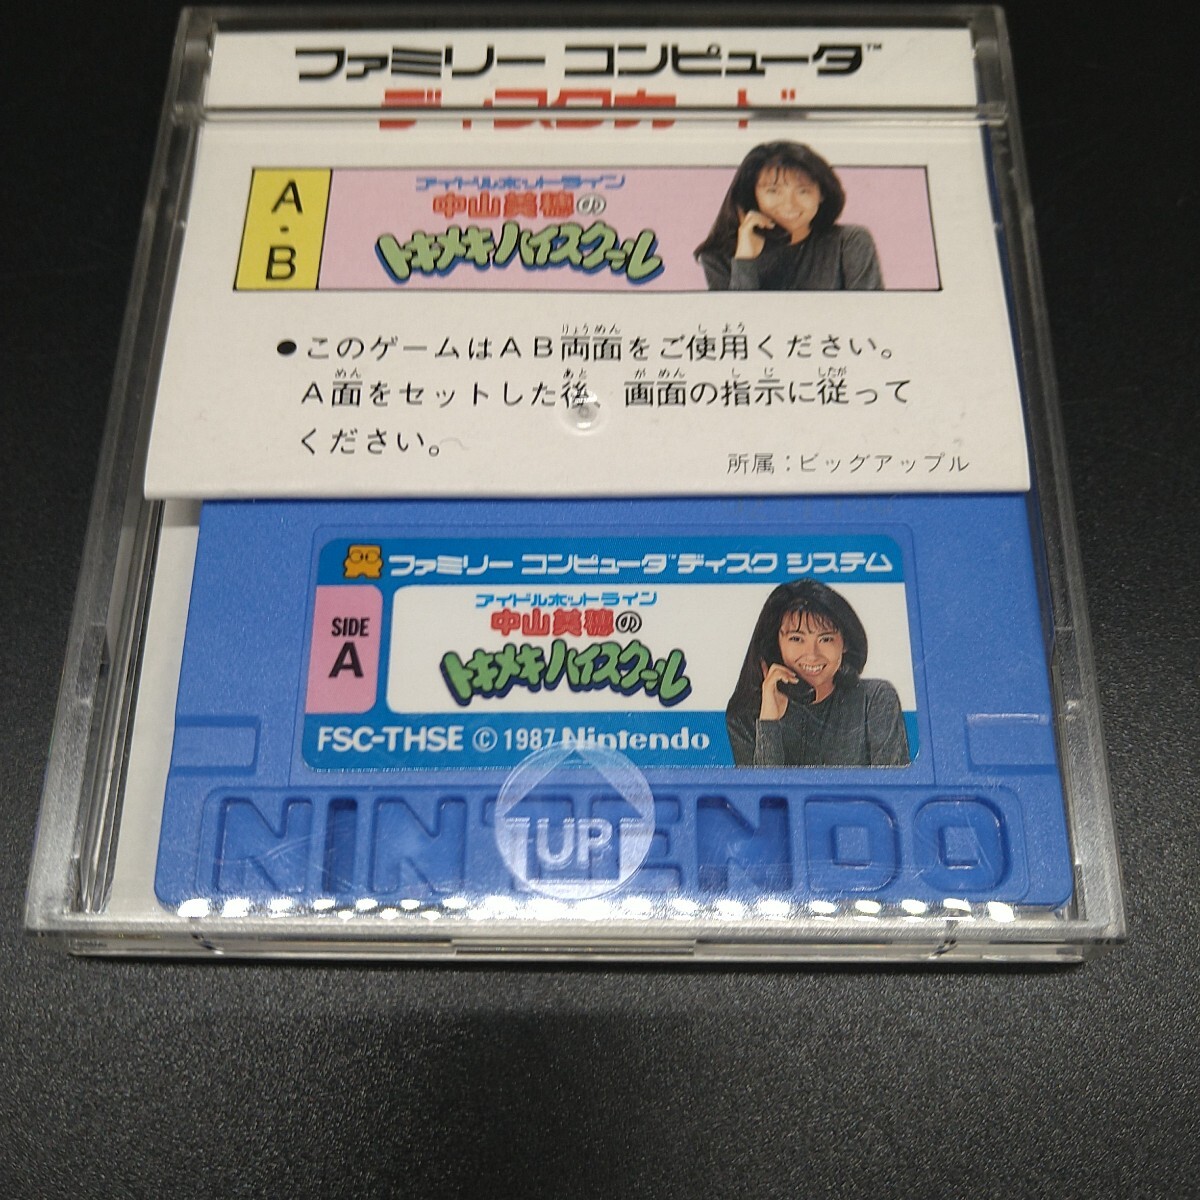 ファミリー コンピュータ™
ディスクカード
A・B
アイドルホットライン
中山美穂の
トキメキハイスクール
●このゲームはAB両面をご使用ください。
A面をセットした後、画面の指示に従って
ください。
所属：ビッグアップル
ファミリー コンピュータ™ ディスク システム
SIDE
A
アイドルホットライン
中山美穂の
トキメキハイスクール
FSC-THSE © 1987 Nintendo
UP
NINTENDO